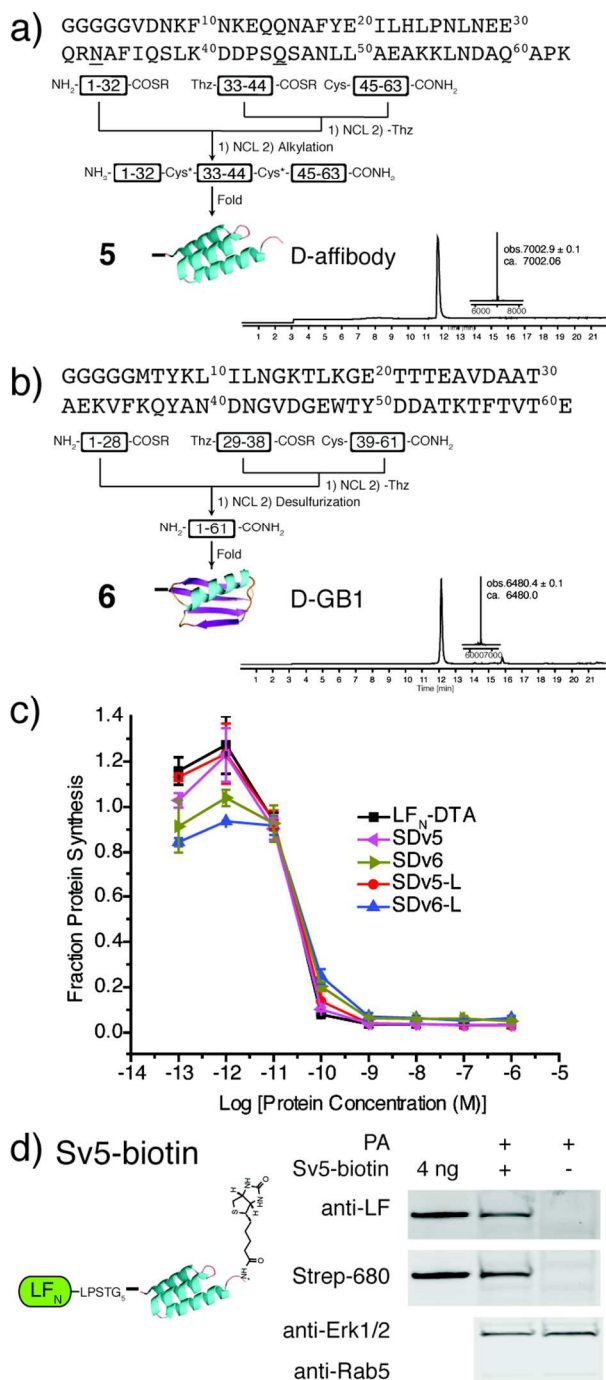 a) GGGGGVDNKF¹⁰NKEQQNAFYE²⁰ILHLPNLNEE³⁰
QRNAFIQSLK⁴⁰DDPSQSANLL⁵⁰AEAKKLNDAQ⁶⁰APK
NH₂- 1-32 -COSR Thz- 33-44 -COSR Cys- 45-63 -CONH₂
1) NCL 2) -Thz
1) NCL 2) Alkylation
NH₂- 1-32 -Cys*- 33-44 -Cys*- 45-63 -CONH₂
Fold
5 D-affibody
obs.7002.9 ± 0.1
ca. 7002.06
6000 8000
1 2 3 4 5 6 7 8 9 10 11 12 13 14 15 16 17 18 19 20 21
Time [min]
b) GGGGGMTYKL¹⁰ILNGKTLKGE²⁰TTTEAVDAAT³⁰
AEKVFKQYAN⁴⁰DNGVDGEWTY⁵⁰DDATKTFTVT⁶⁰E
NH₂- 1-28 -COSR Thz- 29-38 -COSR Cys- 39-61 -CONH₂
1) NCL 2) -Thz
1) NCL 2) Desulfurization
NH₂- 1-61 -CONH₂
Fold
6 D-GB1
obs.6480.4 ± 0.1
ca. 6480.0
6000 7000
1 2 3 4 5 6 7 8 9 10 11 12 13 14 15 16 17 18 19 20 21
Time [min]
c)
Fraction Protein Synthesis
1.4
1.2
1.0
0.8
0.6
0.4
0.2
0.0
LF_N-DTA
SDv5
SDv6
SDv5-L
SDv6-L
-14 -13 -12 -11 -10 -9 -8 -7 -6 -5
Log [Protein Concentration (M)]
d) Sv5-biotin
PA + +
Sv5-biotin 4 ng + -
anti-LF
Strep-680
anti-Erk1/2
anti-Rab5
LF_N -LPSTG₅
HN NH O
S H H
O
HN